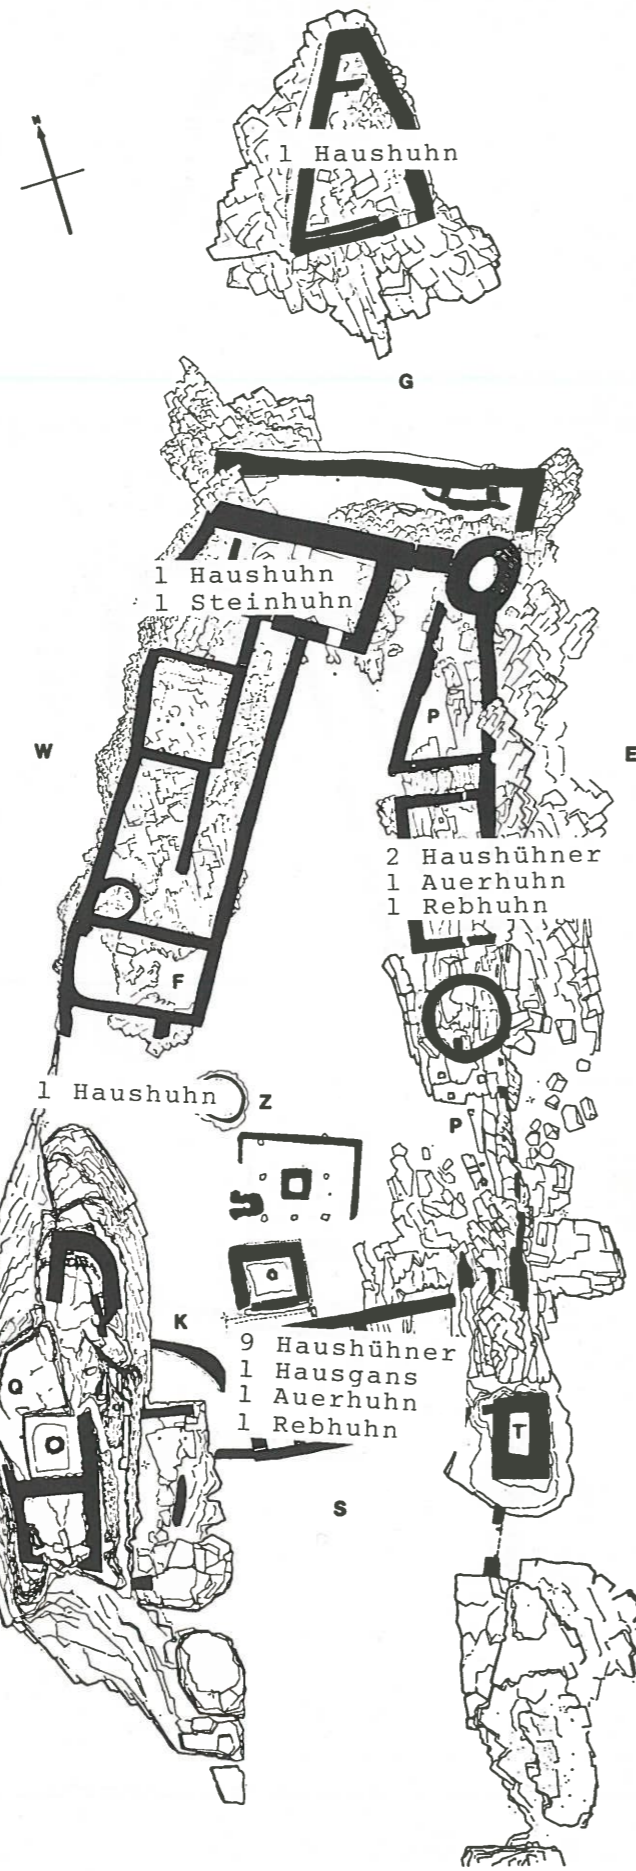 N
1 Haushuhn
G
1 Haushuhn
1 Steinhuhn
P
W
E
2 Haushühner
1 Auerhuhn
1 Rebhuhn
F
1 Haushuhn
Z
P
Q
K
9 Haushühner
1 Hausgans
1 Auerhuhn
1 Rebhuhn
Q
T
S